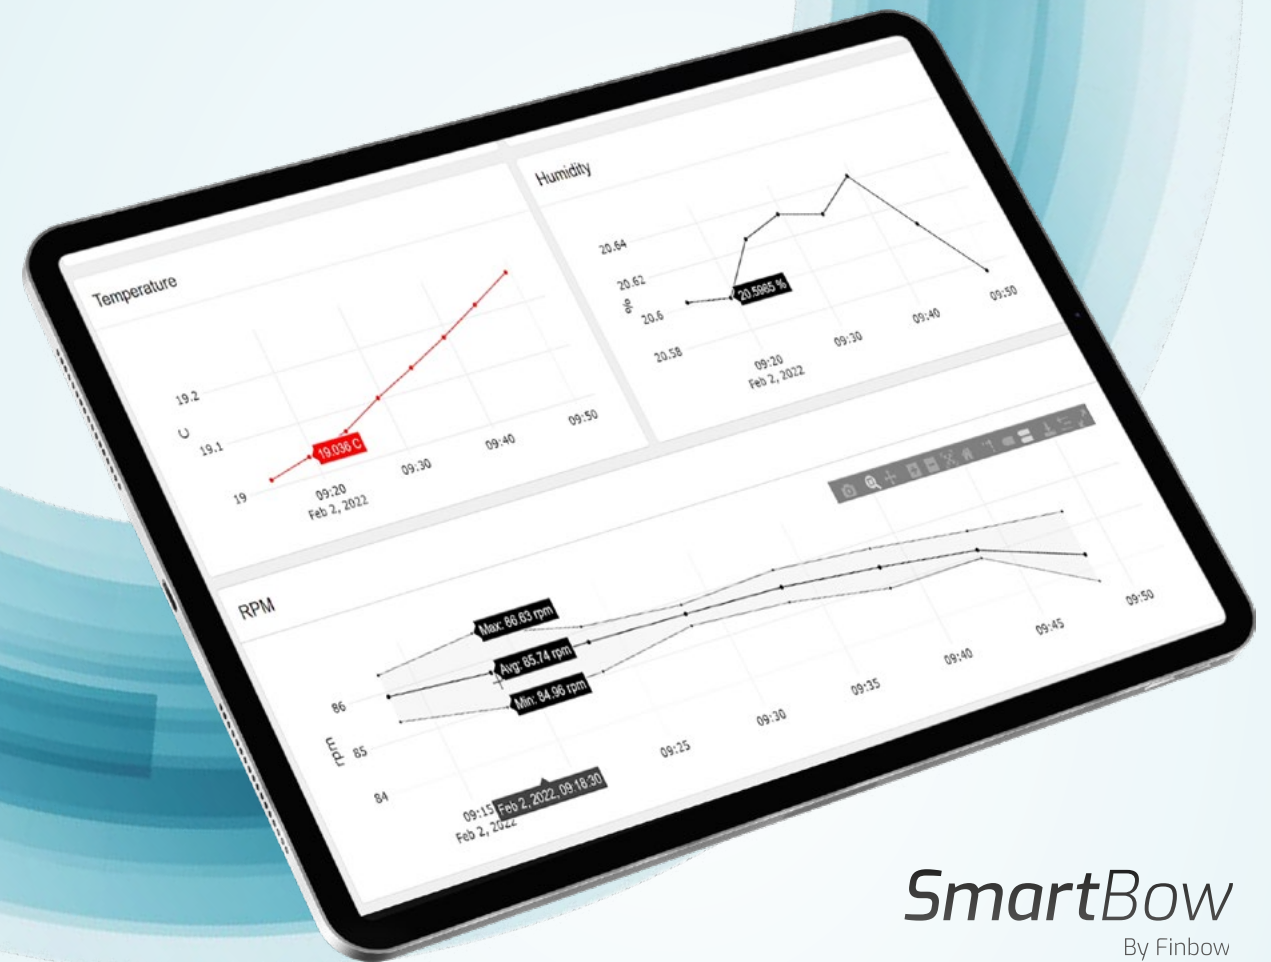 Temperature
19.2
C
19.1
19
19.036 C
09:20
Feb 2, 2022
09:30
09:40
09:50
Humidity
20.64
20.62
%
20.6
20.58
20.5965 %
09:20
Feb 2, 2022
09:30
09:40
09:50
RPM
Max: 86.63 rpm
Avg: 85.74 rpm
Min: 84.96 rpm
86
rpm
85
84
09:15
Feb 2, 2022
Feb 2, 2022, 09:18:30
09:25
09:30
09:35
09:40
09:45
09:50
SmartBow
By Finbow